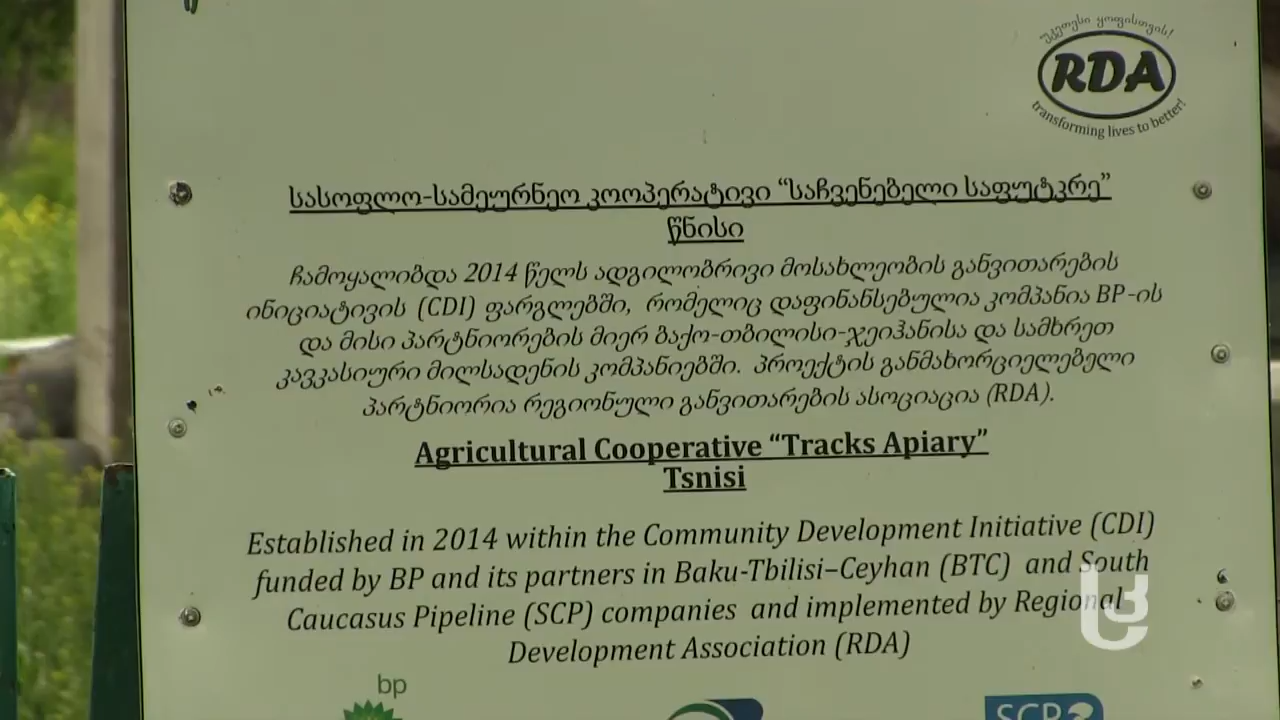 უკეთესი ყოფისთვის!
RDA
transforming lives to better!
სასოფლო-სამეურნეო კოოპერატივი “საჩვენებელი საფუტკრე”
წნისი
ჩამოყალიბდა 2014 წელს ადგილობრივი მოსახლეობის განვითარების
ინიციატივის (CDI) ფარგლებში, რომელიც დაფინანსებულია კომპანია BP-ის
და მისი პარტნიორების მიერ ბაქო-თბილისი-ჯეიჰანისა და სამხრეთ
კავკასიური მილსადენის კომპანიებში. პროექტის განმახორციელებელი
პარტნიორია რეგიონული განვითარების ასოციაცია (RDA).
Agricultural Cooperative “Tracks Apiary”
Tsnisi
Established in 2014 within the Community Development Initiative (CDI)
funded by BP and its partners in Baku-Tbilisi–Ceyhan (BTC) and South
Caucasus Pipeline (SCP) companies and implemented by Regional
Development Association (RDA)
bp
SCP